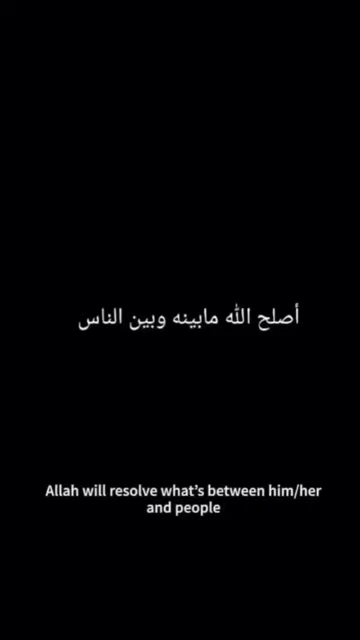 أصلح الله مابينه وبين الناس
Allah will resolve what's between him/her
and people